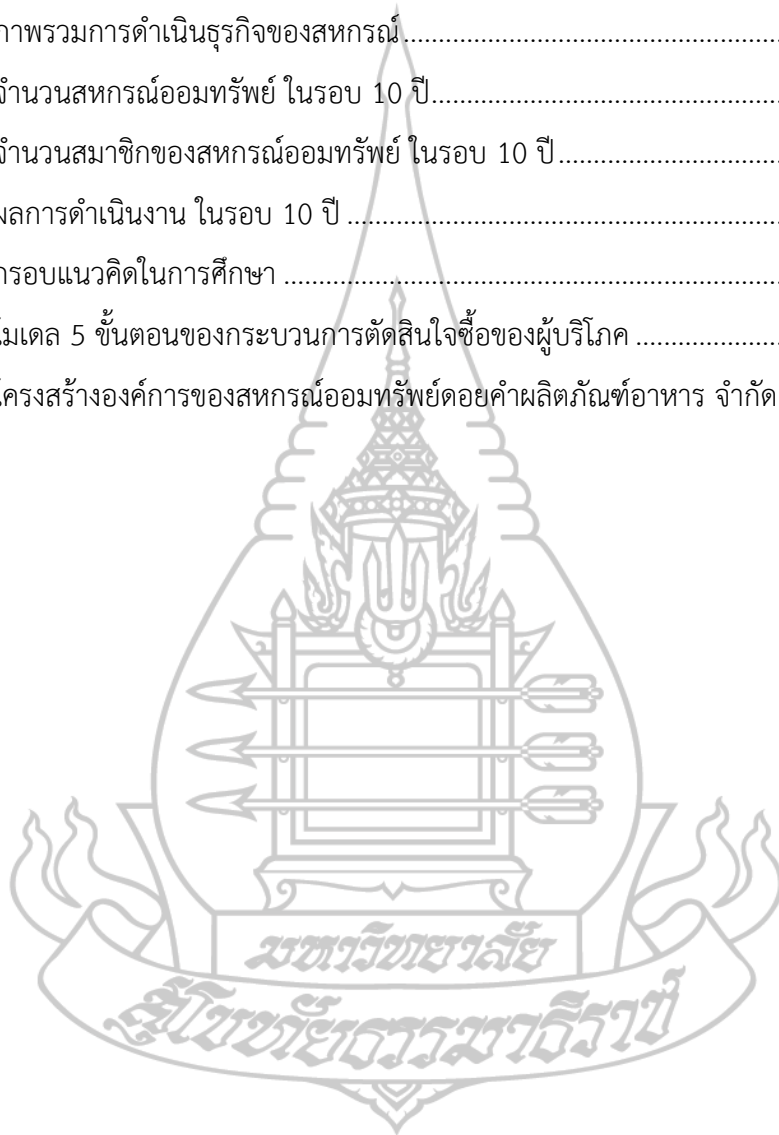 ภาพรวมการดำเนินธุรกิจของสหกรณ์
จำนวนสหกรณ์ออมทรัพย์ ในรอบ 10 ปี
จำนวนสมาชิกของสหกรณ์ออมทรัพย์ ในรอบ 10 ปี
ผลการดำเนินงาน ในรอบ 10 ปี
กรอบแนวคิดในการศึกษา
โมเดล 5 ขั้นตอนของกระบวนการตัดสินใจซื้อของผู้บริโภค
โครงสร้างองค์การของสหกรณ์ออมทรัพย์ดอยคำผลิตภัณฑ์อาหาร จำกัด
มหาวิทยาลัย
สุโขทัยธรรมาธิราช